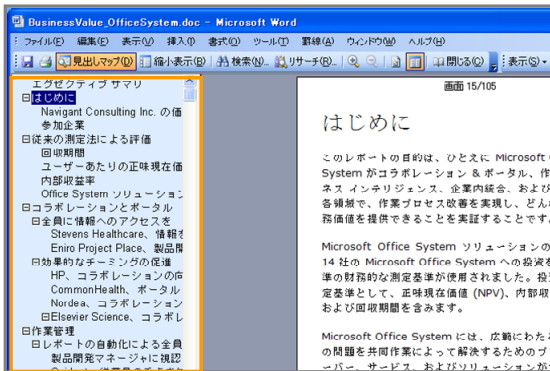 BusinessValue_OfficeSystem.doc - Microsoft Word
ファイル(F) 編集(E) 表示(V) 挿入(I) 書式(O) ツール(T) 罫線(A) ウィンドウ(W) ヘルプ(H)
見出しマップ(D) 縮小表示(B) 検索(N)... リサーチ(R)... 閉じる(C) 表示(S)
画面 15/105
エグゼクティブ サマリ
はじめに
Navigant Consulting Inc. の価
参加企業
従来の測定法による評価
回収期間
ユーザーあたりの正味現在価
内部収益率
Office System ソリューション
コラボレーションとポータル
全員に情報へのアクセスを
Stevens Healthcare、情報を
Eniro Project Place、製品開
効果的なチーミングの促進
HP、コラボレーションの向
CommonHealth、ポータル
Nordea、コラボレーション
Elsevier Science、コラボレ
作業管理
レポートの自動化による全員
製品開発マネージャに視認
はじめに
このレポートの目的は、ひとえに Microsoft
System がコラボレーション & ポータル、作
ネス インテリジェンス、企業内統合、および
各領域で、作業プロセス改善を実現し、どん
務価値を提供できることを実証することです。
Microsoft Office System ソリューションの
14 社の Microsoft Office System への投資を
準の財務的な測定基準が使用されました。投
定基準として、正味現在価値 (NPV)、内部収
および回収期間を含みます。
Microsoft Office System には、広範にわた
の問題を共同作業によって解決するためのプ
ーバー、サービス、およびソリューションが